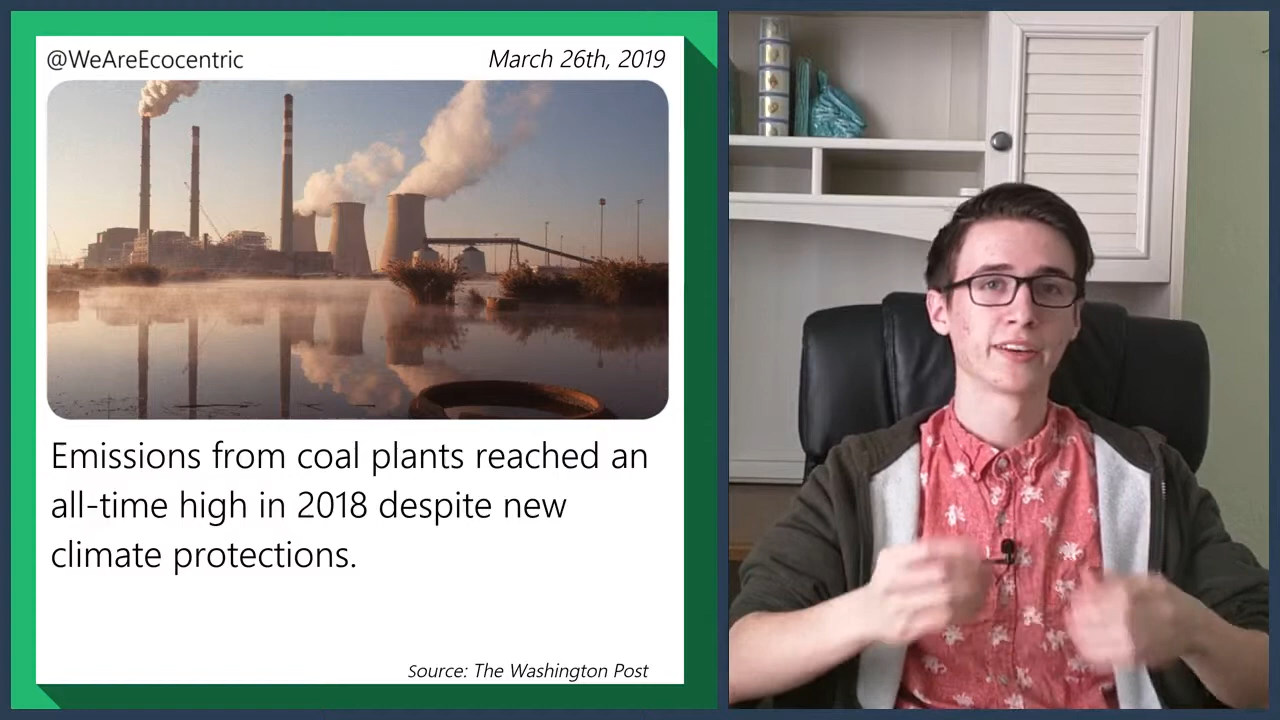 @WeAreEcocentric
March 26th, 2019
Emissions from coal plants reached an
all-time high in 2018 despite new
climate protections.
Source: The Washington Post